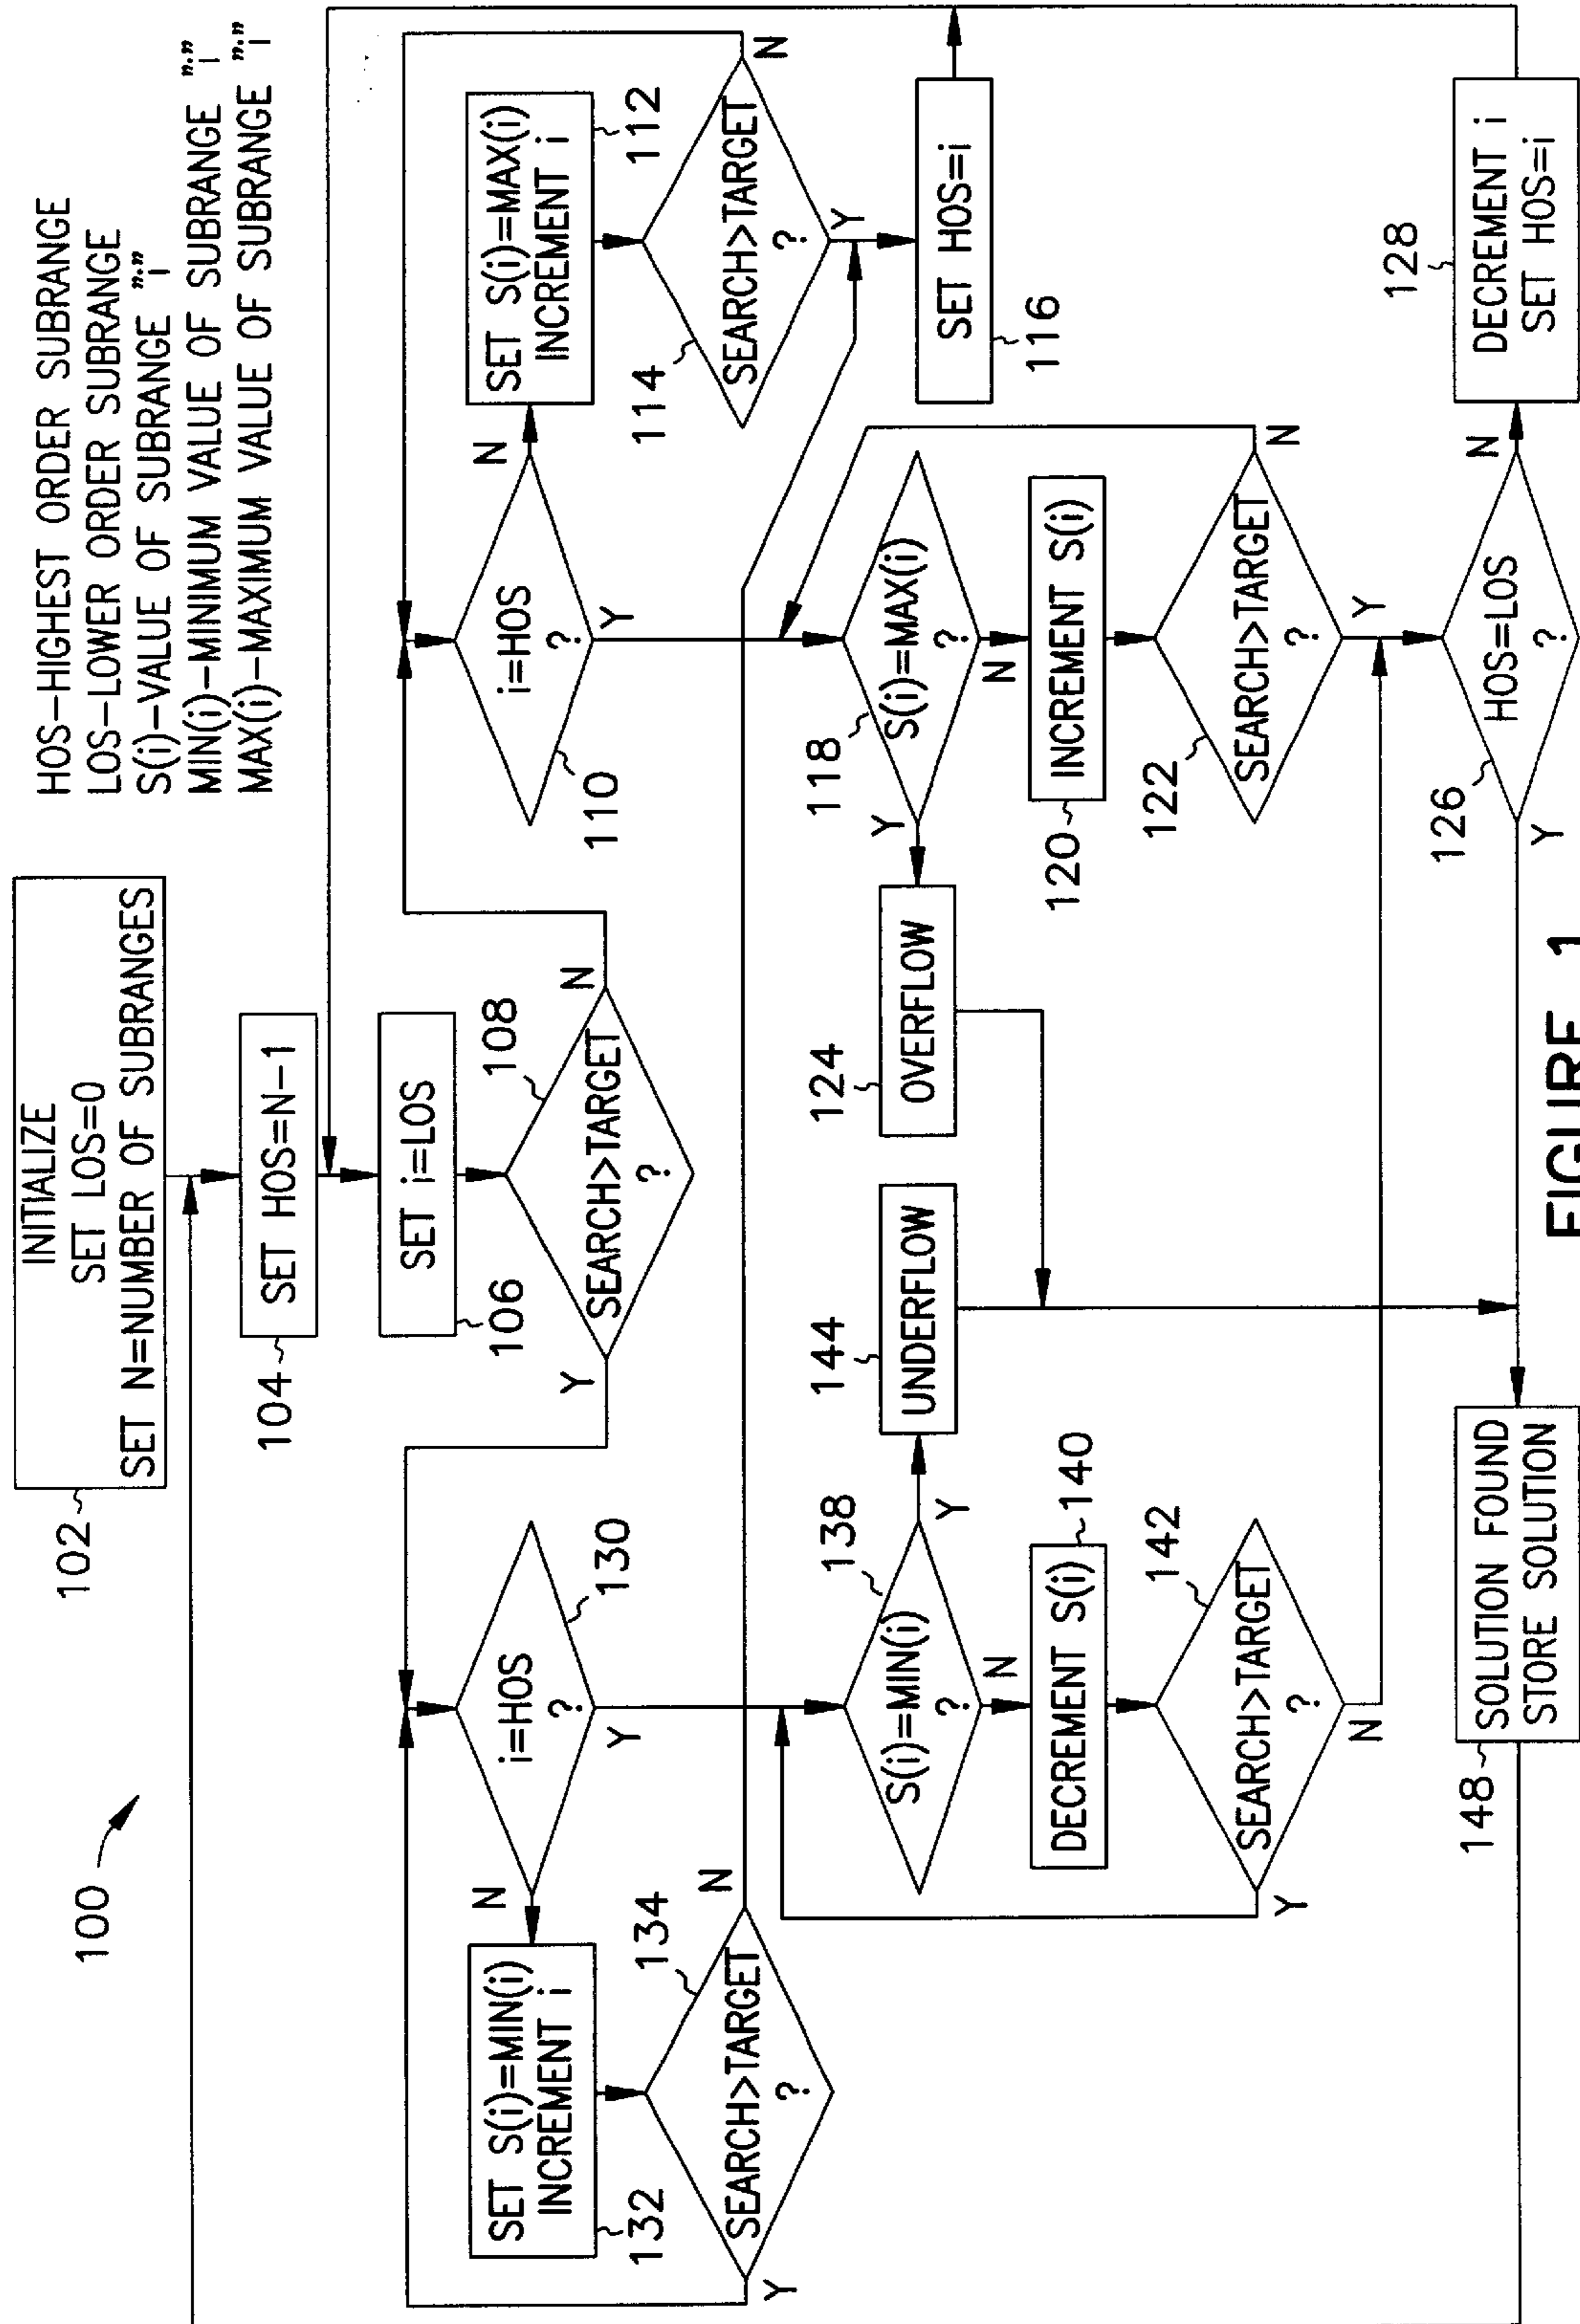 HOS-HIGHEST ORDER SUBRANGE
LOS-LOWER ORDER SUBRANGE
S(i)-VALUE OF SUBRANGE "i"
MIN(i)-MINIMUM VALUE OF SUBRANGE "i"
MAX(i)-MAXIMUM VALUE OF SUBRANGE "i"
100
102
INITIALIZE
SET LOS=0
SET N=NUMBER OF SUBRANGES
104
SET HOS=N-1
106
SET i=LOS
108
SEARCH>TARGET
?
Y
N
130
i=HOS
?
N
Y
132
SET S(i)=MIN(i)
INCREMENT i
134
SEARCH>TARGET
?
Y
N
110
i=HOS
?
N
Y
112
SET S(i)=MAX(i)
INCREMENT i
114
SEARCH>TARGET
?
N
Y
116
SET HOS=i
138
S(i)=MIN(i)
?
Y
N
144
UNDERFLOW
140
DECREMENT S(i)
142
SEARCH>TARGET
?
Y
N
118
S(i)=MAX(i)
?
Y
N
124
OVERFLOW
120
INCREMENT S(i)
122
SEARCH>TARGET
?
N
Y
126
HOS=LOS
?
Y
N
128
DECREMENT i
SET HOS=i
148
SOLUTION FOUND
STORE SOLUTION
FIGURE 1